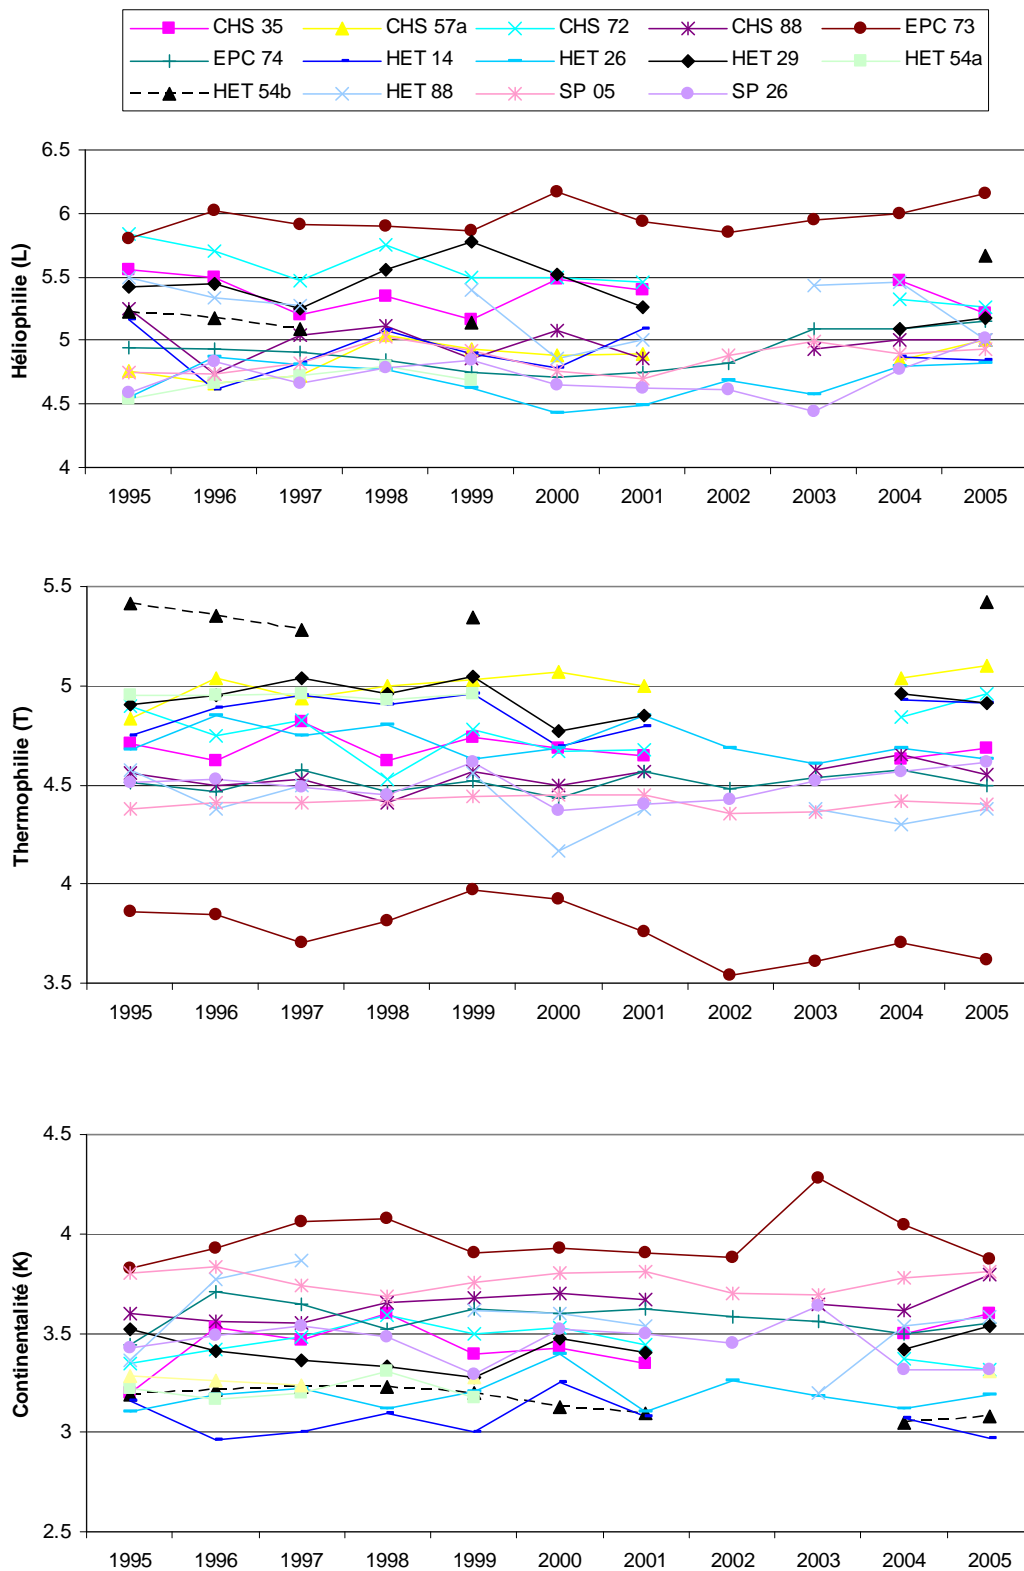 CHS 35 CHS 57a CHS 72 CHS 88 EPC 73
EPC 74 HET 14 HET 26 HET 29 HET 54a
HET 54b HET 88 SP 05 SP 26
Héliophilie (L)
6.5
6
5.5
5
4.5
4
1995 1996 1997 1998 1999 2000 2001 2002 2003 2004 2005
Thermophilie (T)
5.5
5
4.5
4
3.5
1995 1996 1997 1998 1999 2000 2001 2002 2003 2004 2005
Continentalité (K)
4.5
4
3.5
3
2.5
1995 1996 1997 1998 1999 2000 2001 2002 2003 2004 2005